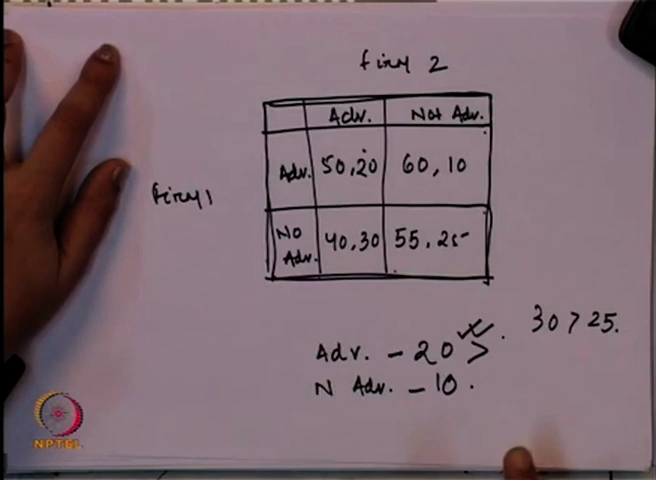 Firm 2
Adv. Not Adv.
Adv. 50, 20 60, 10
Firm 1
No Adv. 40, 30 55, 25
30 > 25.
Adv. - 20 >
N Adv. - 10.
NPTEL